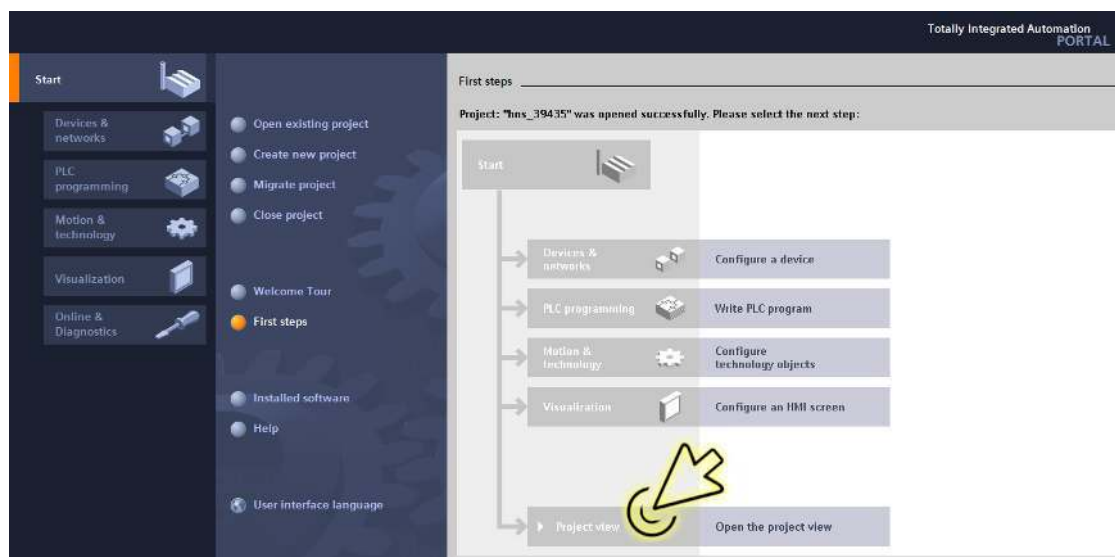 Totally Integrated Automation
PORTAL
Start
Devices &
networks
PLC
programming
Motion &
technology
Visualization
Online &
Diagnostics
Open existing project
Create new project
Migrate project
Close project
Welcome Tour
First steps
Installed software
Help
User interface language
First steps
Project: "hns_39435" was opened successfully. Please select the next step:
Start
Devices &
networks
Configure a device
PLC programming
Write PLC program
Motion &
technology
Configure
technology objects
Visualization
Configure an HMI screen
Project view
Open the project view